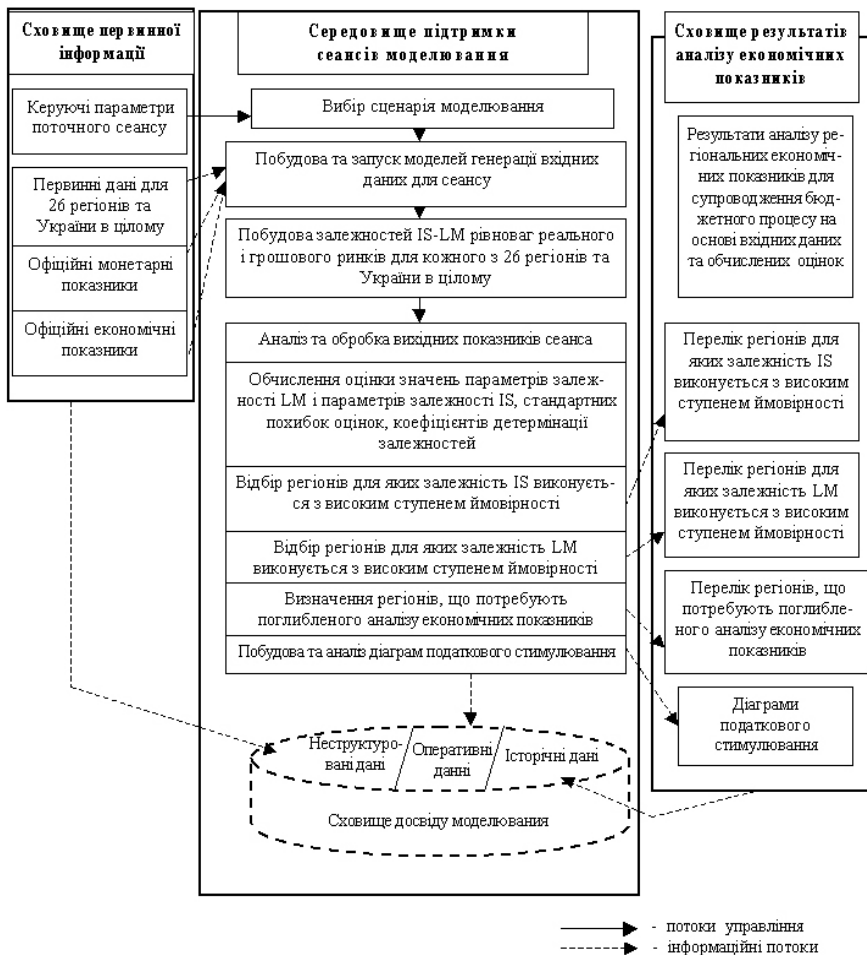 Сховище первинної
інформації
Керуючі параметри
поточного сеансу
Первинні дані для
26 регіонів та
України в цілому
Офіційні монетарні
показники
Офіційні економічні
показники
Середовище підтримки
сеансів моделювання
Вибір сценарія моделювання
Побудова та запуск моделей генерації вхідних
даних для сеансу
Побудова залежностей IS-LM рівноваг реального
і грошового ринків для кожного з 26 регіонів та
України в цілому
Аналіз та обробка вихідних показників сеанса
Обчислення оцінки значень параметрів залеж-
ності LM і параметрів залежності IS, стандартних
похибок оцінок, коефіцієнтів детермінації
залежностей
Відбір регіонів для яких залежність IS виконуєть-
ся з високим ступенем ймовірності
Відбір регіонів для яких залежність LM
виконується з високим ступенем ймовірності
Визначення регіонів, що потребують
поглибленого аналізу економічних показників
Побудова та аналіз діаграм податкового стимулювання
Неструктуро-
вані дані
Оперативні
данні
Історічні дані
Сховище досвіду моделювання
Сховище результатів
аналізу економічних
показників
Результати аналізу ре-
гіональних економіч-
них показників для
супроводження бюд-
жетного процесу на
основі вхідних даних
та обчислених оцінок
Перелік регіонів для
яких залежність IS
виконується з високим
ступенем ймовірності
Перелік регіонів для
яких залежність LM
виконується з високим
ступенем ймовірності
Перелік регіонів, що
потребують поглибле-
ного аналізу економічних
показників
Діаграми
податкового
стимулювання
- потоки управління
- інформаційні потоки